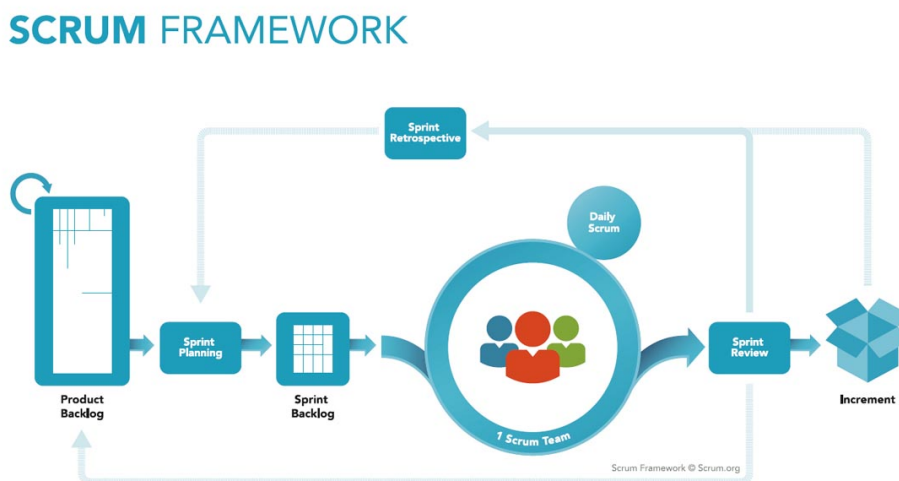 SCRUM FRAMEWORK
Sprint
Retrospective
Daily
Scrum
Sprint
Planning
Sprint
Review
Product
Backlog
Sprint
Backlog
1 Scrum Team
Increment
Scrum Framework © Scrum.org